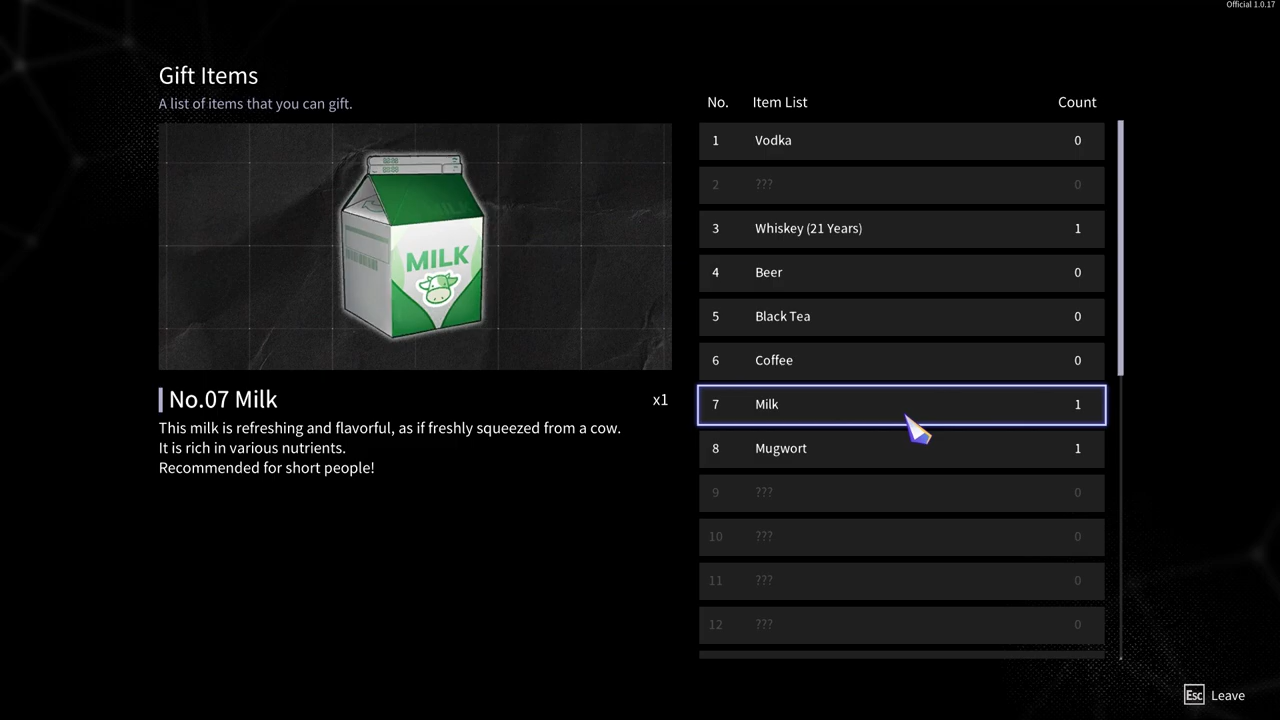 Official 1.0.17
Gift Items
A list of items that you can gift.
MILK
No.07 Milk x1
This milk is refreshing and flavorful, as if freshly squeezed from a cow.
It is rich in various nutrients.
Recommended for short people!
No. Item List Count
1 Vodka 0
2 ??? 0
3 Whiskey (21 Years) 1
4 Beer 0
5 Black Tea 0
6 Coffee 0
7 Milk 1
8 Mugwort 1
9 ??? 0
10 ??? 0
11 ??? 0
12 ??? 0
Esc Leave